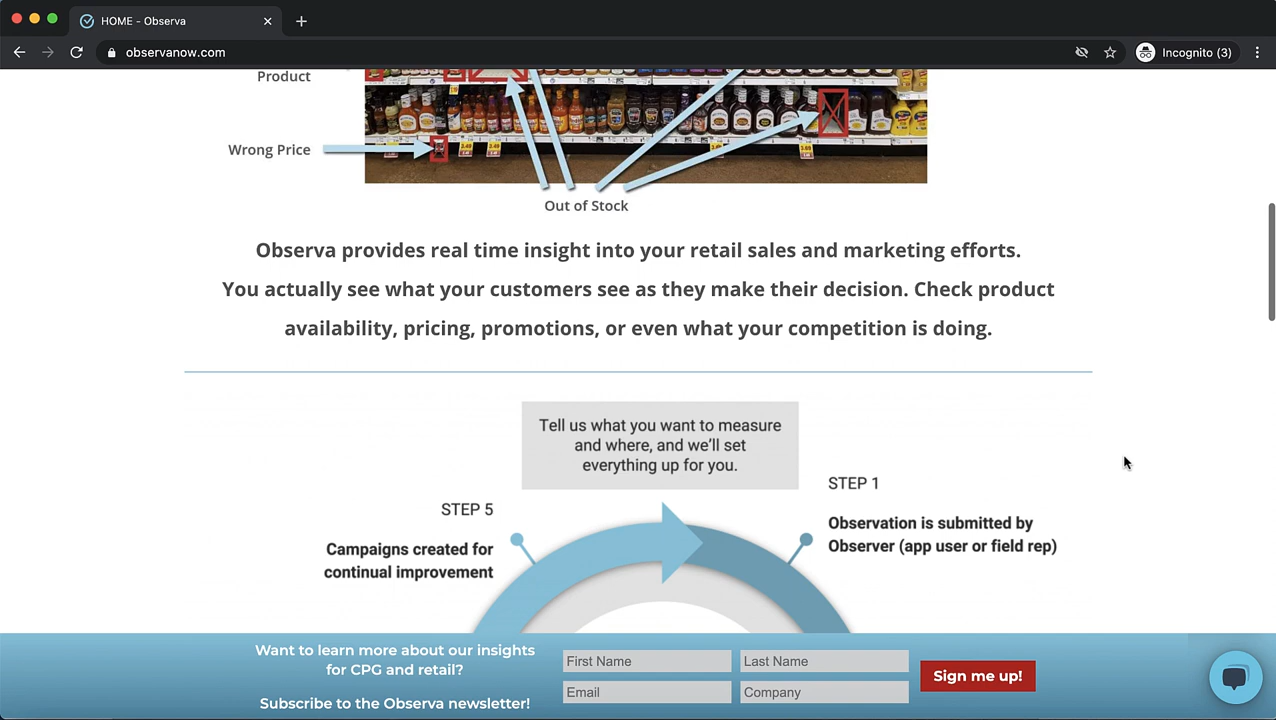 HOME - Observa
observanow.com
Incognito (3)
Product
Wrong Price
Out of Stock
Observa provides real time insight into your retail sales and marketing efforts.
You actually see what your customers see as they make their decision. Check product
availability, pricing, promotions, or even what your competition is doing.
Tell us what you want to measure
and where, and we'll set
everything up for you.
STEP 1
Observation is submitted by
Observer (app user or field rep)
STEP 5
Campaigns created for
continual improvement
Want to learn more about our insights
for CPG and retail?
Subscribe to the Observa newsletter!
First Name
Last Name
Email
Company
Sign me up!